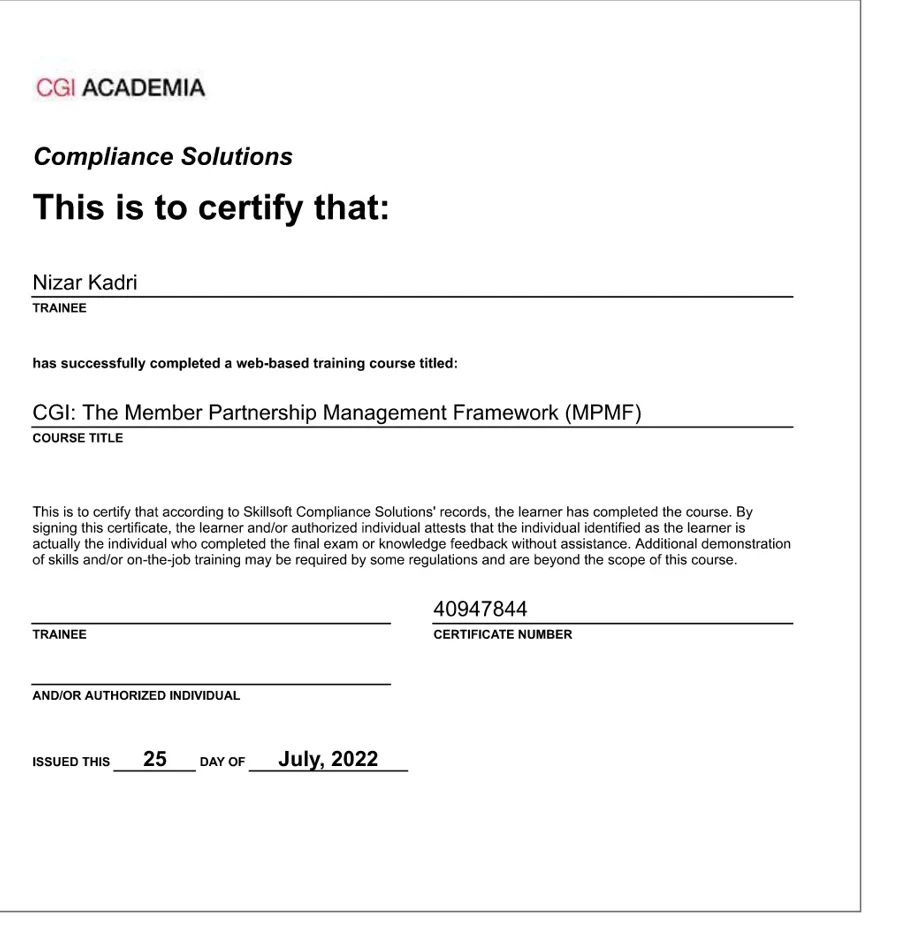 CGI ACADEMIA
Compliance Solutions
This is to certify that:
Nizar Kadri
TRAINEE
has successfully completed a web-based training course titled:
CGI: The Member Partnership Management Framework (MPMF)
COURSE TITLE
This is to certify that according to Skillsoft Compliance Solutions' records, the learner has completed the course. By
signing this certificate, the learner and/or authorized individual attests that the individual identified as the learner is
actually the individual who completed the final exam or knowledge feedback without assistance. Additional demonstration
of skills and/or on-the-job training may be required by some regulations and are beyond the scope of this course.
40947844
TRAINEE CERTIFICATE NUMBER
AND/OR AUTHORIZED INDIVIDUAL
ISSUED THIS 25 DAY OF July, 2022